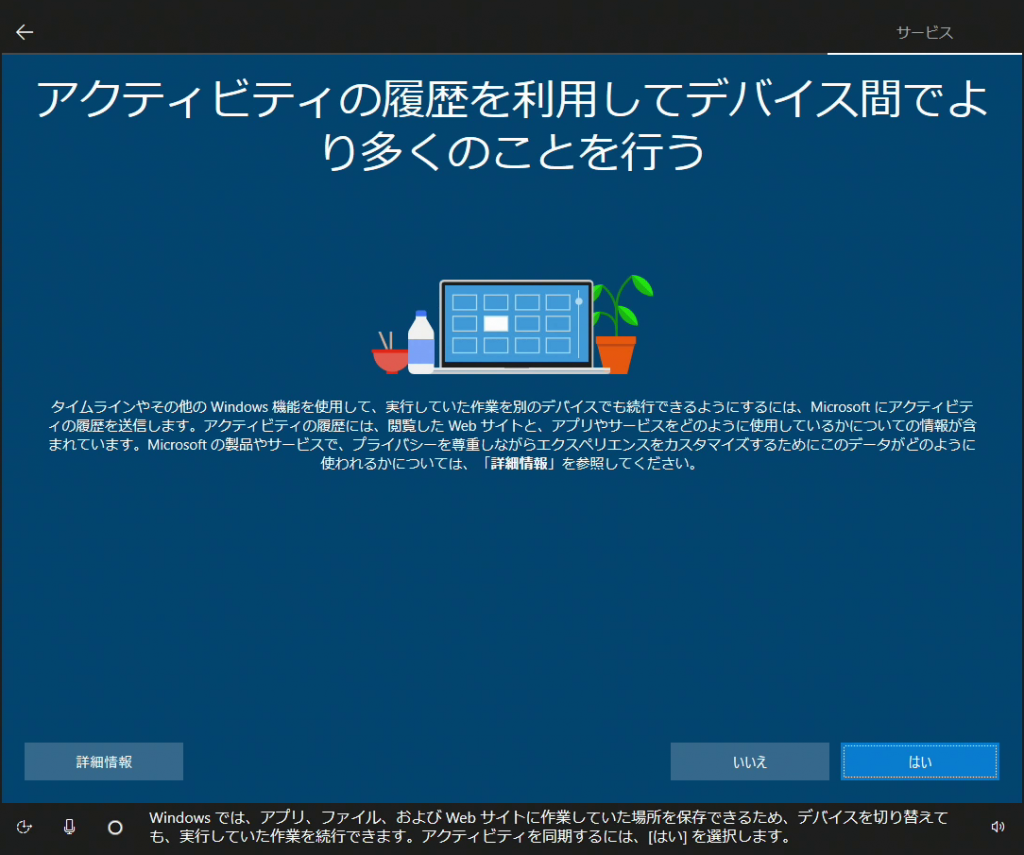 サービス
アクティビティの履歴を利用してデバイス間でよ
り多くのことを行う
タイムラインやその他の Windows 機能を使用して、実行していた作業を別のデバイスでも続行できるようにするには、Microsoft にアクティビテ
ィの履歴を送信します。アクティビティの履歴には、閲覧した Web サイトと、アプリやサービスをどのように使用しているかについての情報が含
まれています。Microsoft の製品やサービスで、プライバシーを尊重しながらエクスペリエンスをカスタマイズするためにこのデータがどのように
使われるかについては、「詳細情報」を参照してください。
詳細情報
いいえ
はい
Windows では、アプリ、ファイル、および Web サイトに作業していた場所を保存できるため、デバイスを切り替えて
も、実行していた作業を続行できます。アクティビティを同期するには、[はい] を選択します。